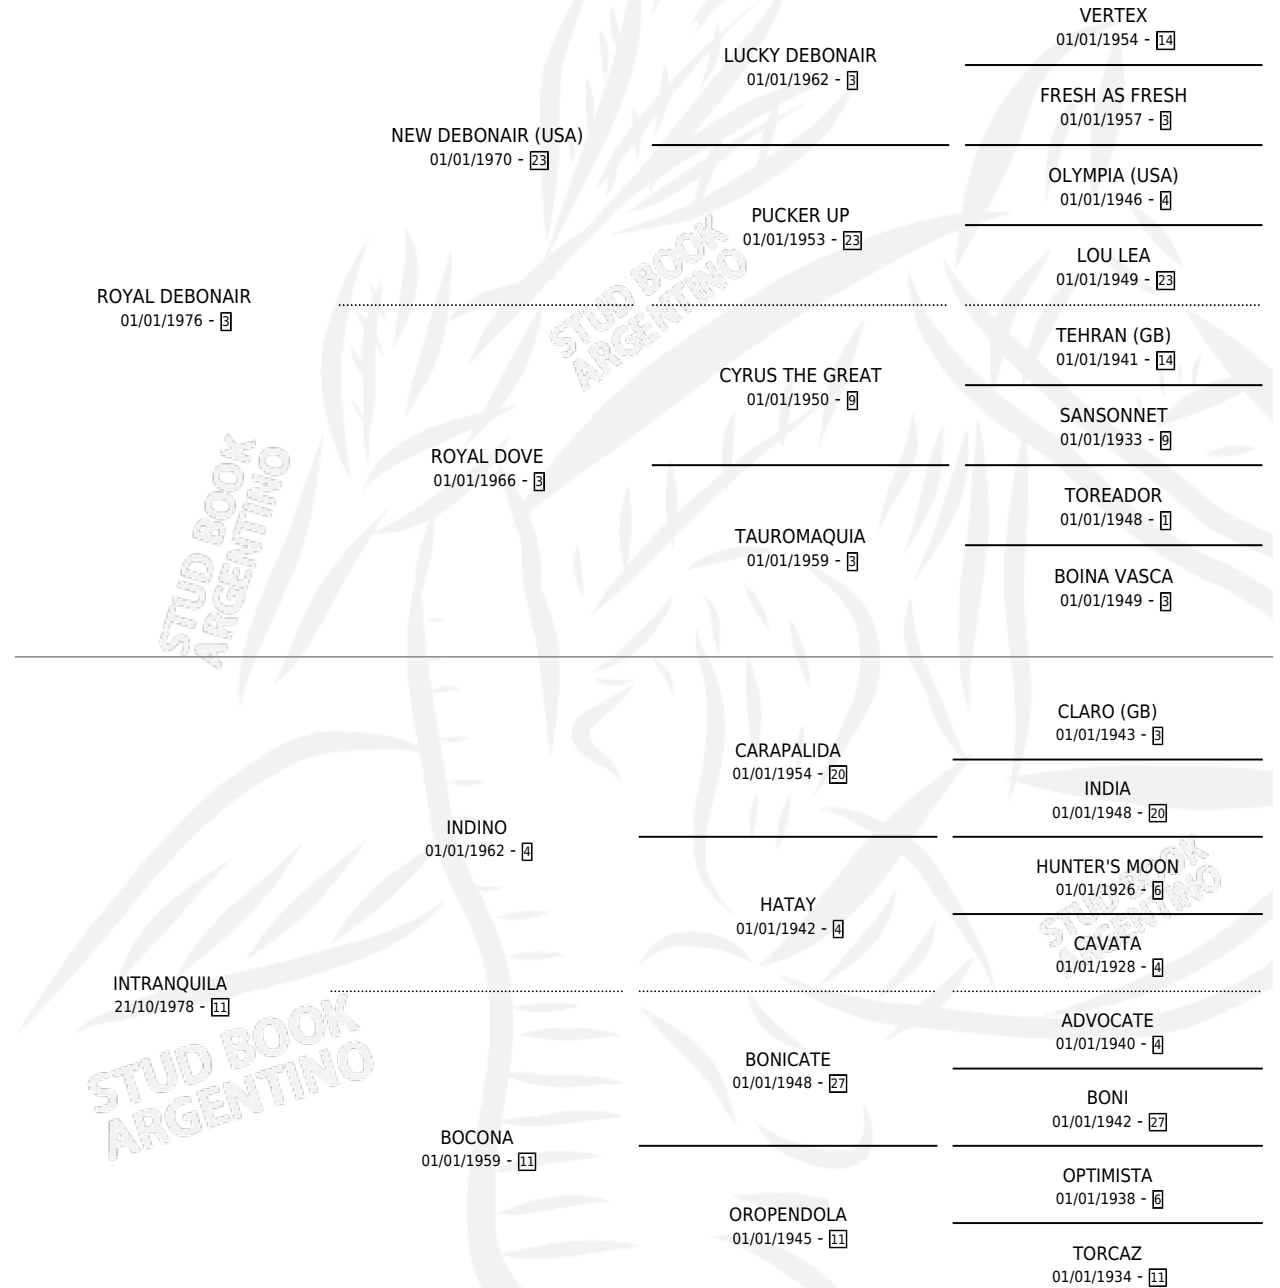 VERTEX
01/01/1954 - 14
LUCKY DEBONAIR
01/01/1962 - 3
FRESH AS FRESH
01/01/1957 - 3
NEW DEBONAIR (USA)
01/01/1970 - 23
OLYMPIA (USA)
01/01/1946 - 4
PUCKER UP
01/01/1953 - 23
LOU LEA
01/01/1949 - 23
ROYAL DEBONAIR
01/01/1976 - 3
TEHRAN (GB)
01/01/1941 - 14
CYRUS THE GREAT
01/01/1950 - 9
SANSONNET
01/01/1933 - 9
ROYAL DOVE
01/01/1966 - 3
TOREADOR
01/01/1948 - 1
TAUROMAQUIA
01/01/1959 - 3
BOINA VASCA
01/01/1949 - 3
STUD BOOK
ARGENTINO
STUD BOOK
ARGENTINO
CLARO (GB)
01/01/1943 - 3
CARAPALIDA
01/01/1954 - 20
INDIA
01/01/1948 - 20
INDINO
01/01/1962 - 4
HUNTER'S MOON
01/01/1926 - 6
HATAY
01/01/1942 - 4
CAVATA
01/01/1928 - 4
INTRANQUILA
21/10/1978 - 11
ADVOCATE
01/01/1940 - 4
BONICATE
01/01/1948 - 27
BONI
01/01/1942 - 27
BOCONA
01/01/1959 - 11
OPTIMISTA
01/01/1938 - 6
OROPENDOLA
01/01/1945 - 11
TORCAZ
01/01/1934 - 11
STUD BOOK
ARGENTINO
STUD BOOK
ARGENTINO